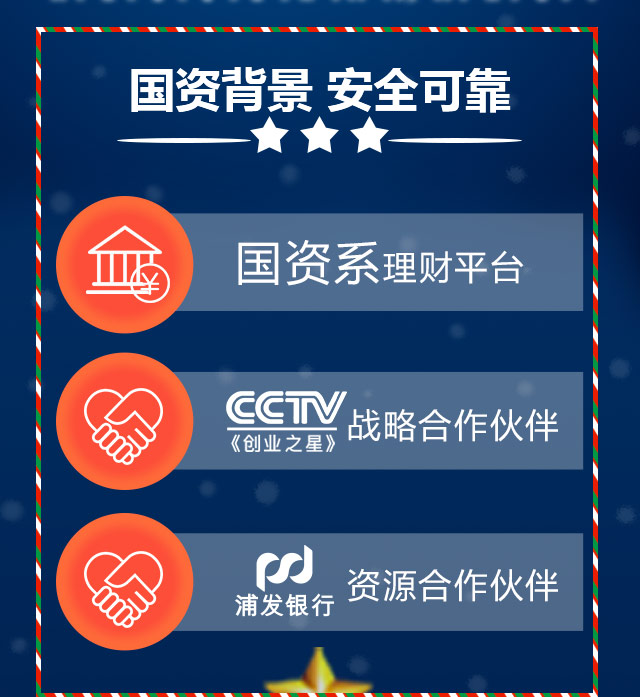 国资背景 安全可靠
国资系理财平台
CCTV
《创业之星》
战略合作伙伴
浦发银行
资源合作伙伴